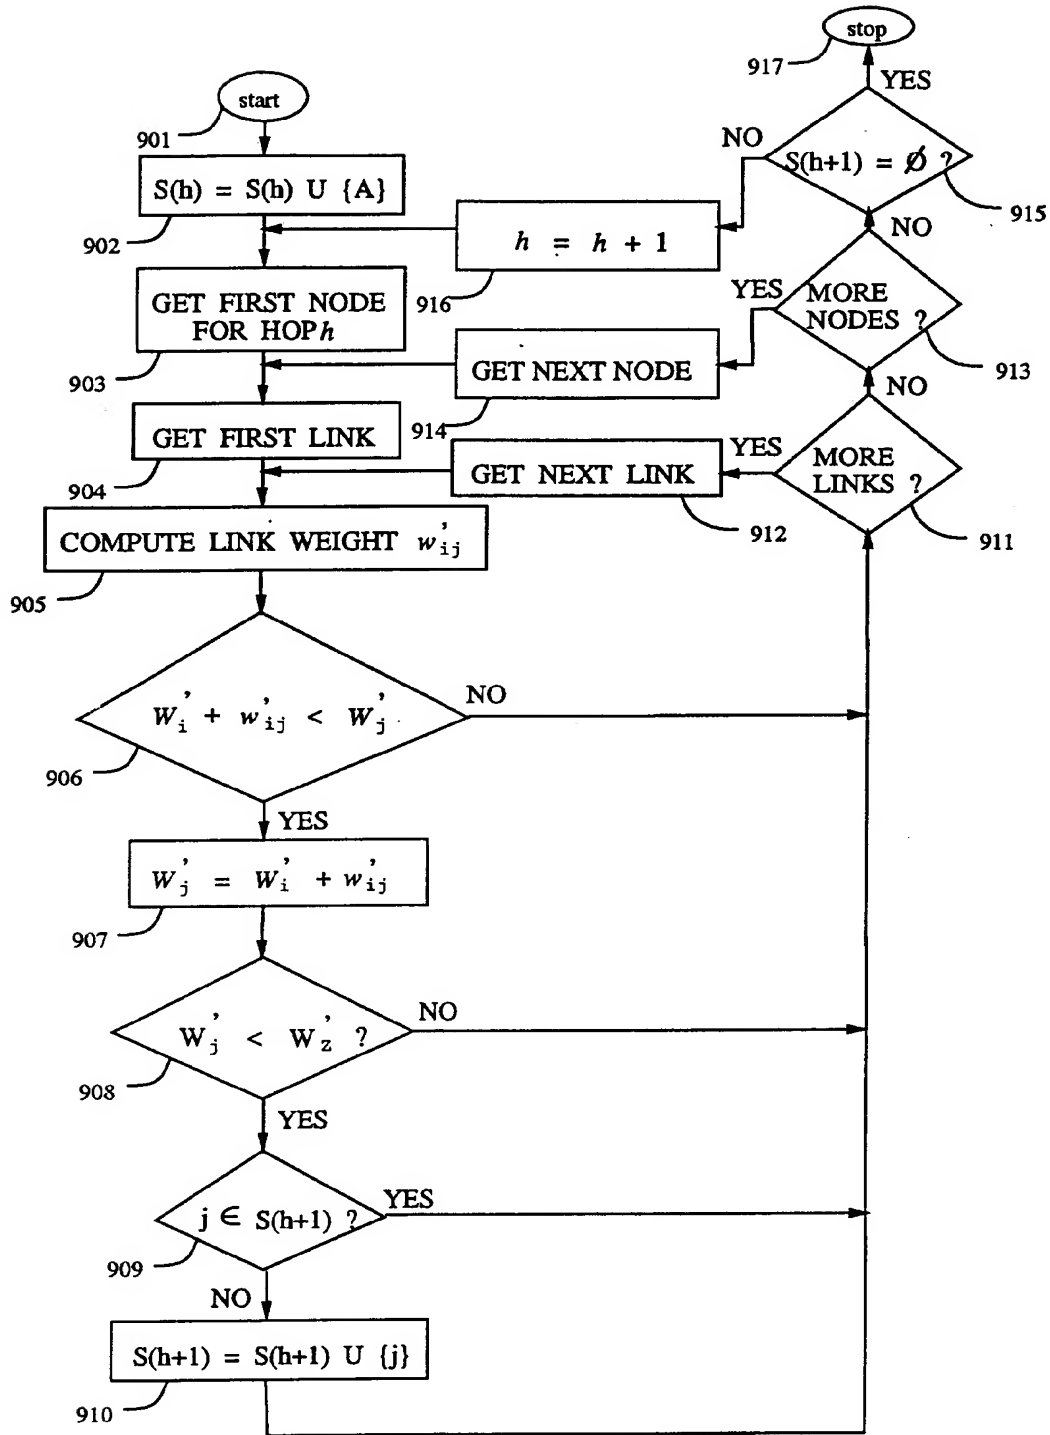 start
901
S(h) = S(h) U {A}
902
GET FIRST NODE
FOR HOP h
903
GET FIRST LINK
904
COMPUTE LINK WEIGHT w'ij
905
W'i + w'ij < W'j
906
NO
YES
W'j = W'i + w'ij
907
W'j < W'z ?
908
NO
YES
j ∈ S(h+1) ?
909
YES
NO
S(h+1) = S(h+1) U {j}
910
MORE
LINKS ?
911
YES
NO
GET NEXT LINK
912
MORE
NODES ?
913
YES
NO
GET NEXT NODE
914
S(h+1) = Ø ?
915
NO
YES
h = h + 1
916
stop
917